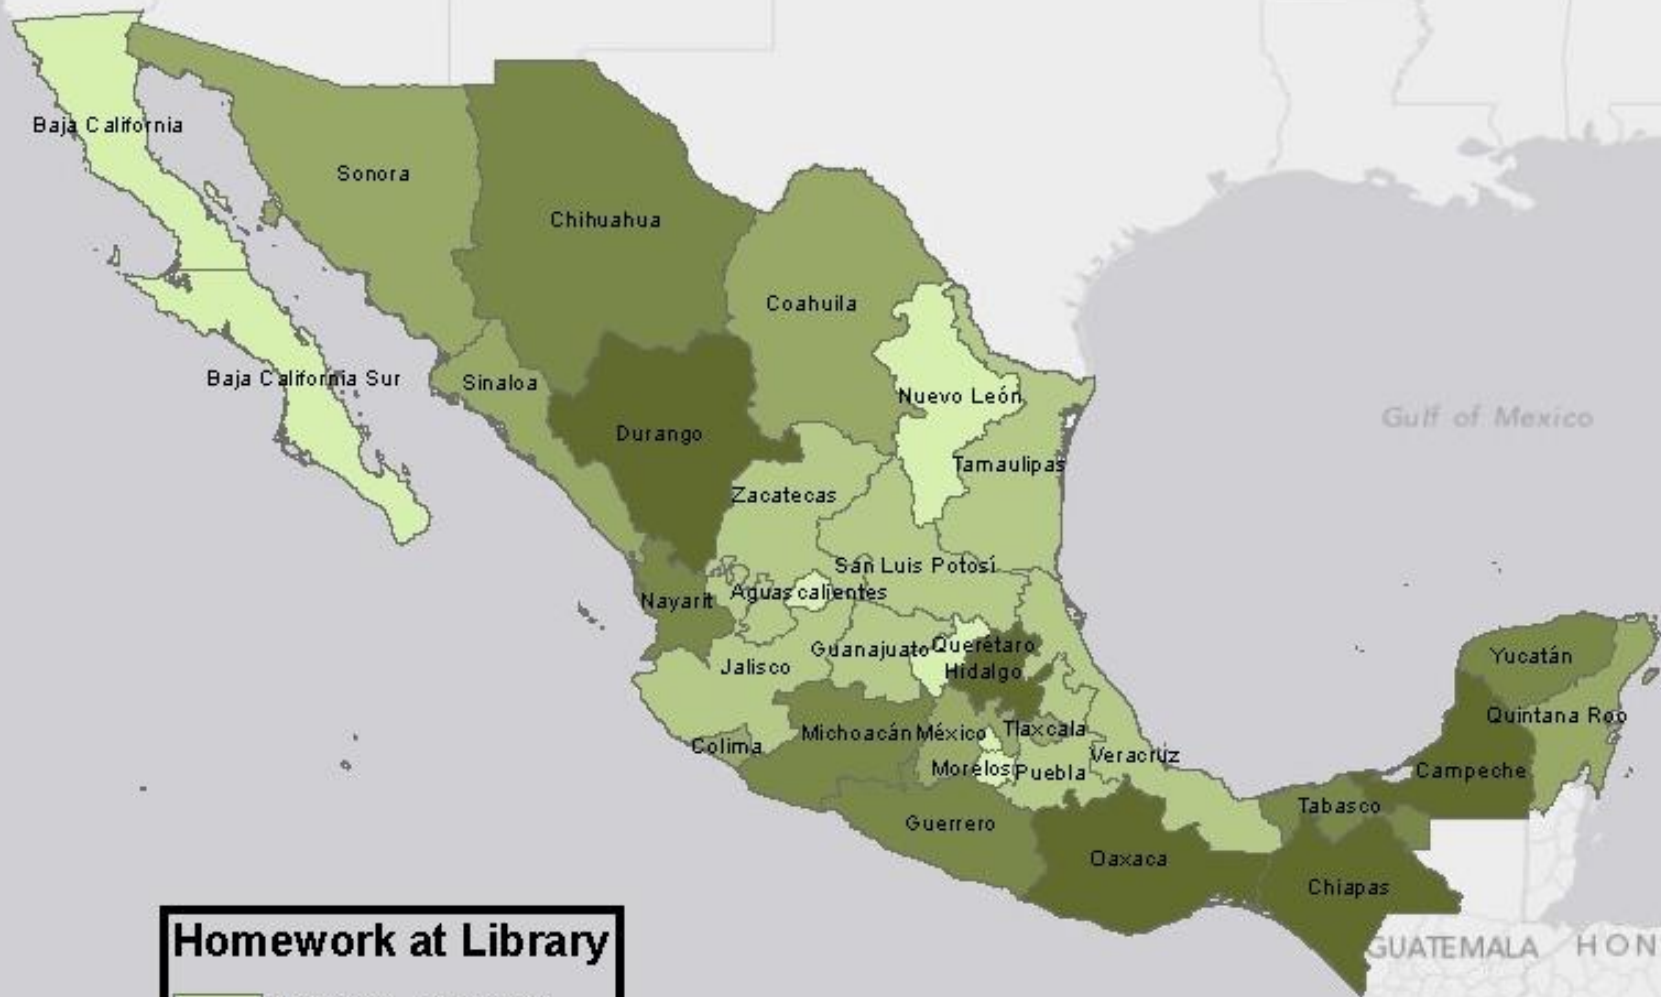 Baja California
Sonora
Chihuahua
Coahuila
Baja California Sur
Sinaloa
Nuevo León
Durango
Tamaulipas
Zacatecas
San Luis Potosí
Aguascalientes
Nayarit
Guanajuato
Querétaro
Jalisco
Hidalgo
Yucatán
Quintana Roo
Colima
Michoacán
México
Tlaxcala
Veracruz
Morelos
Puebla
Campeche
Tabasco
Guerrero
Oaxaca
Chiapas
Gulf of Mexico
GUATEMALA
HON
Homework at Library